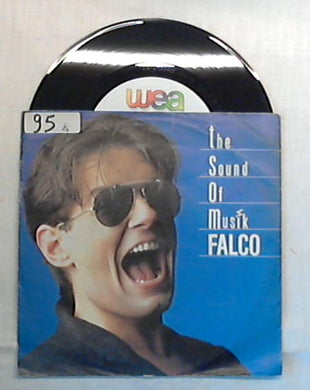 wea
95
the
Sound
Of
Musik
FALCO